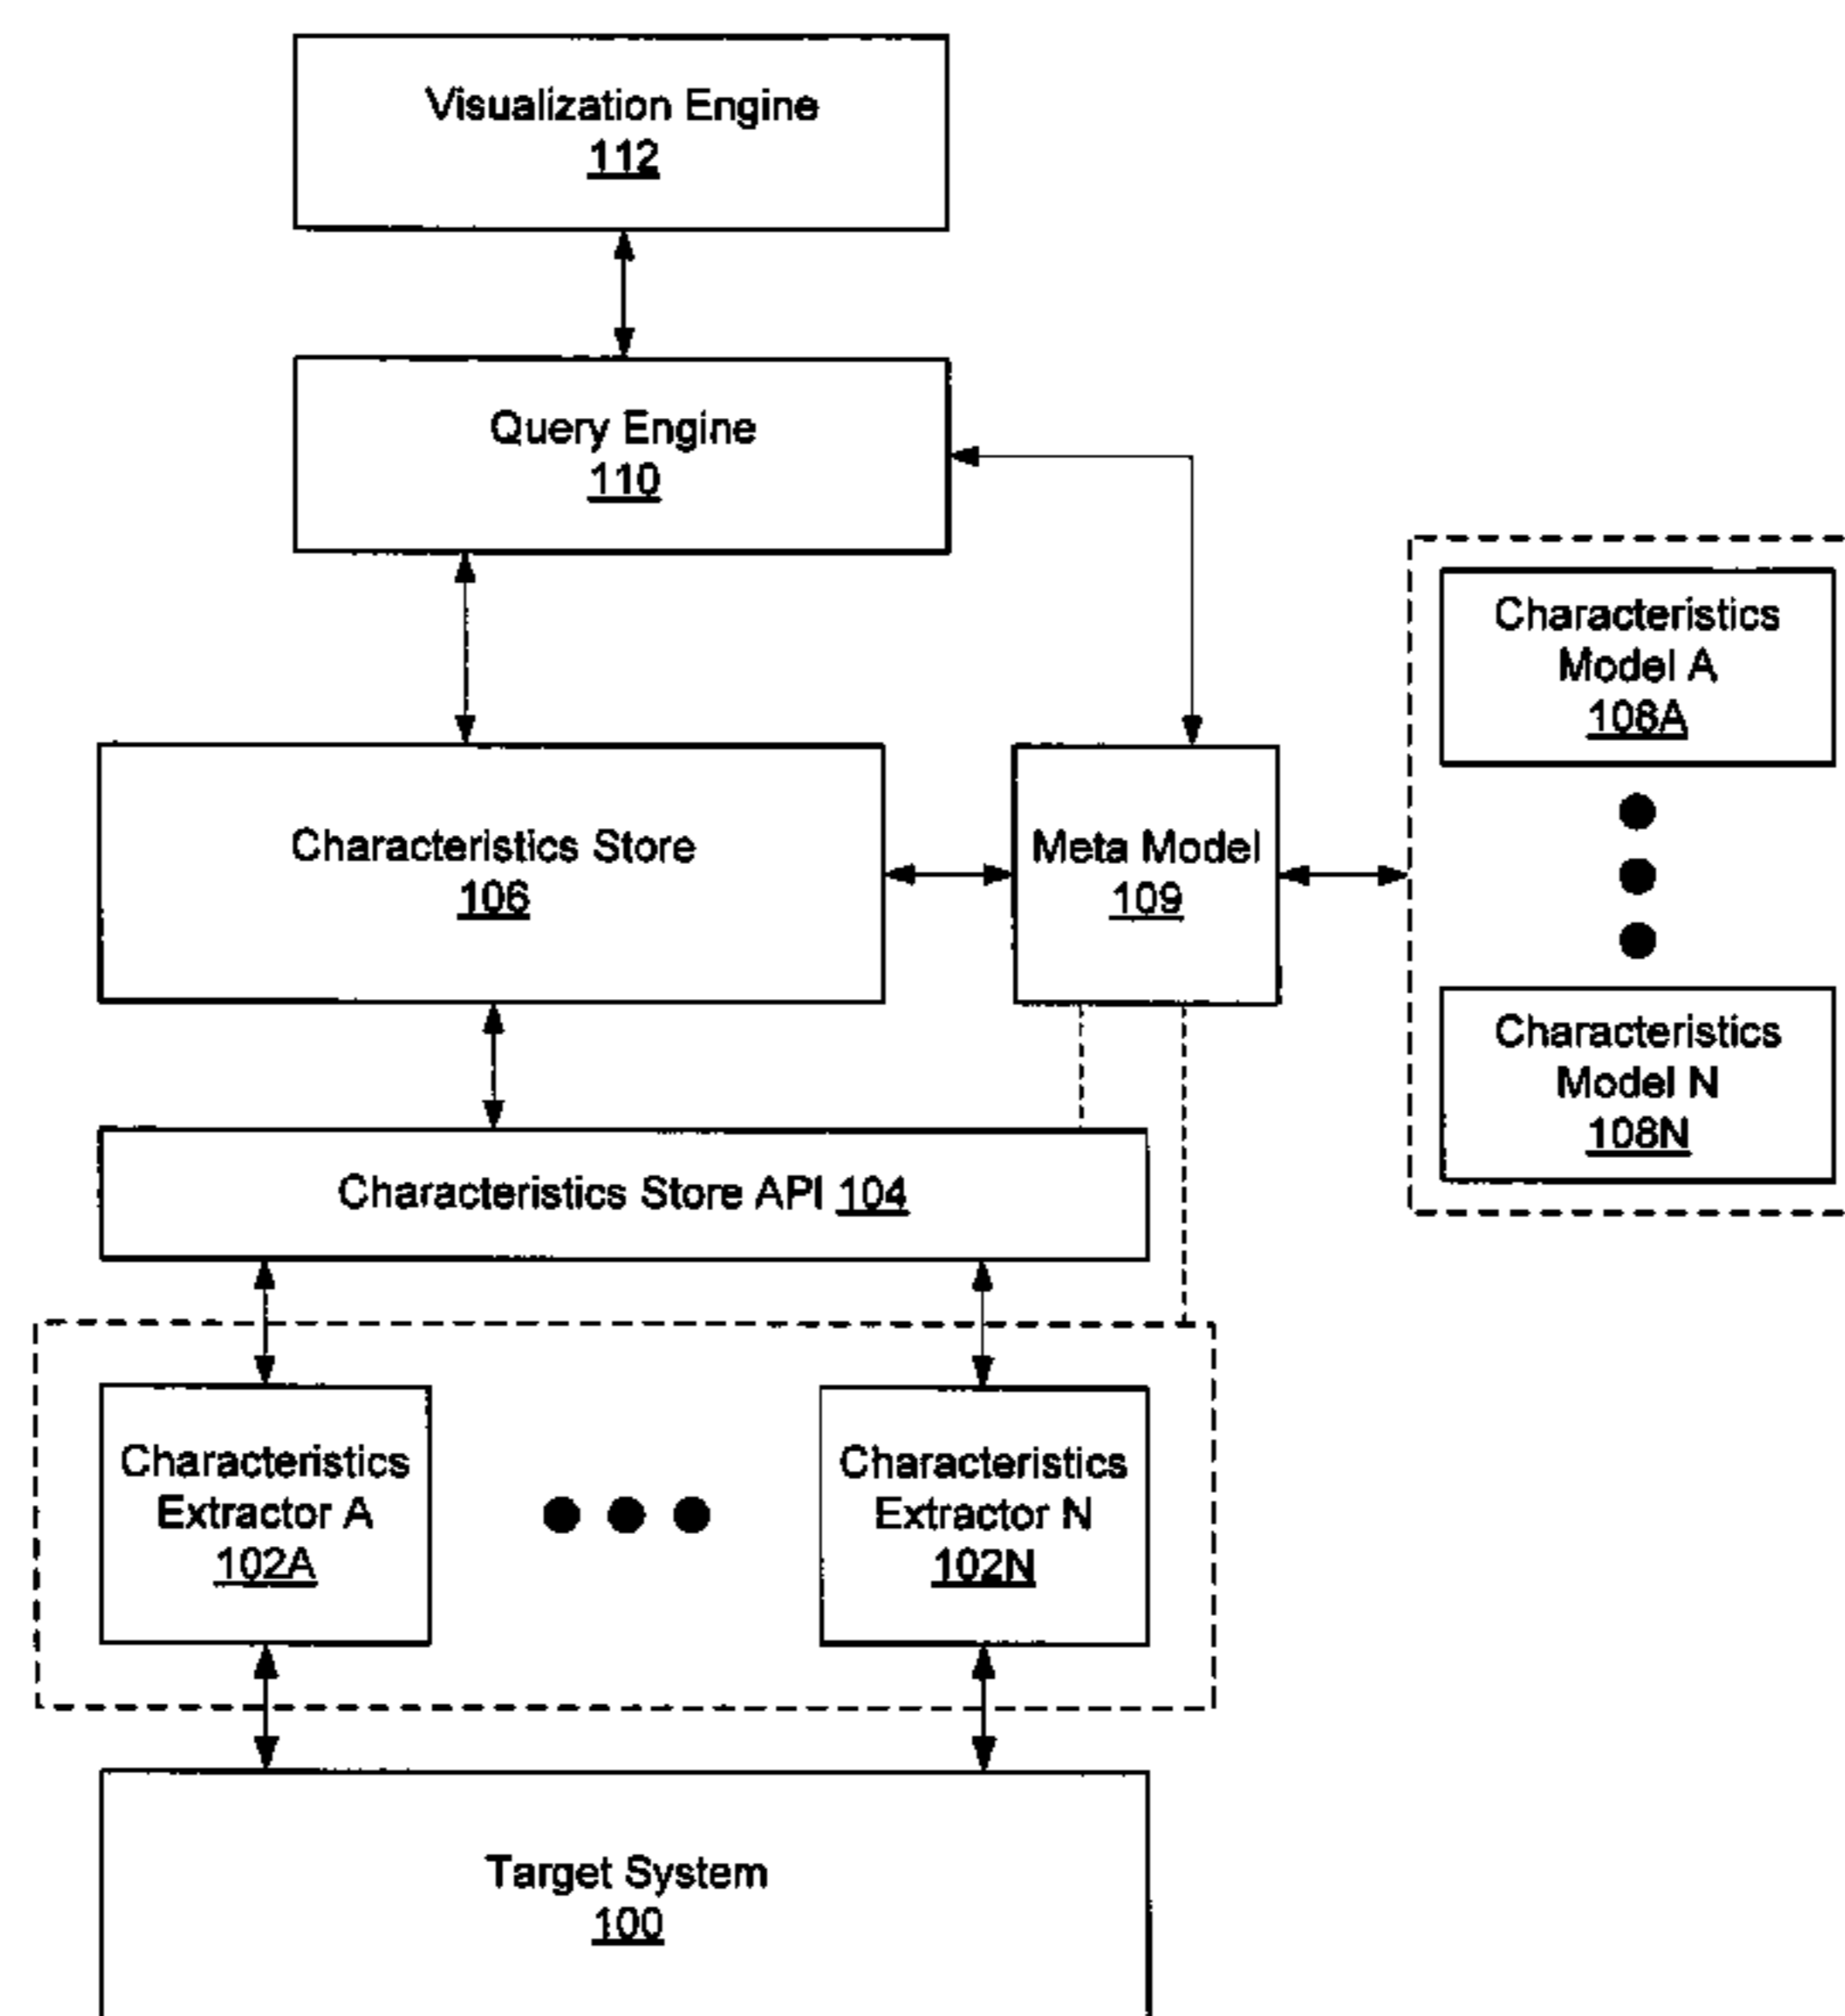 Visualization Engine
112
Query Engine
110
Characteristics
Model A
108A
Characteristics Store
106
Meta Model
109
Characteristics
Model N
108N
Characteristics Store API 104
Characteristics
Extractor A
102A
Characteristics
Extractor N
102N
Target System
100